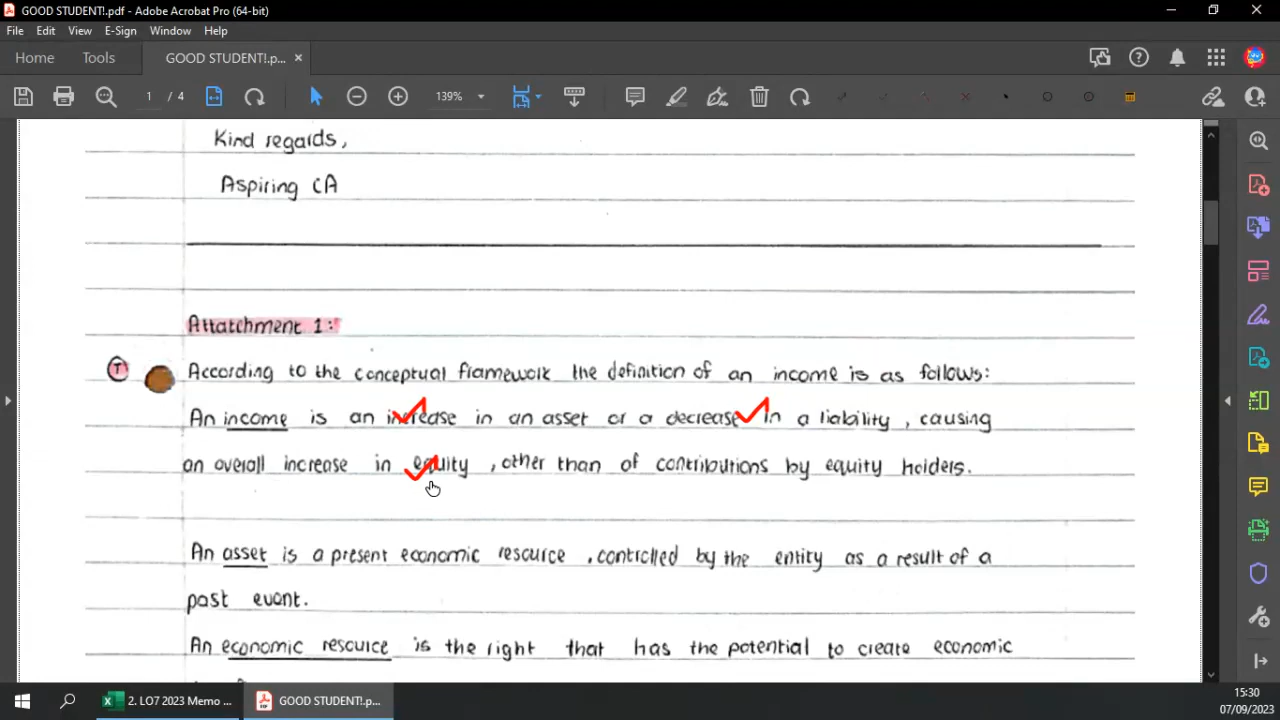 GOOD STUDENT!.pdf - Adobe Acrobat Pro (64-bit)
File Edit View E-Sign Window Help
Home Tools GOOD STUDENT!.p... ×
1 / 4 139%
Kind regards,
Aspiring CA
Attatchment 1:
T According to the conceptual framework the definition of an income is as follows:
An income is an increase in an asset or a decrease in a liability, causing
an overall increase in equity, other than of contributions by equity holders.
An asset is a present economic resource, controlled by the entity as a result of a
past event.
An economic resource is the right that has the potential to create economic
2. LO7 2023 Memo ... GOOD STUDENT!.p...
15:30
07/09/2023